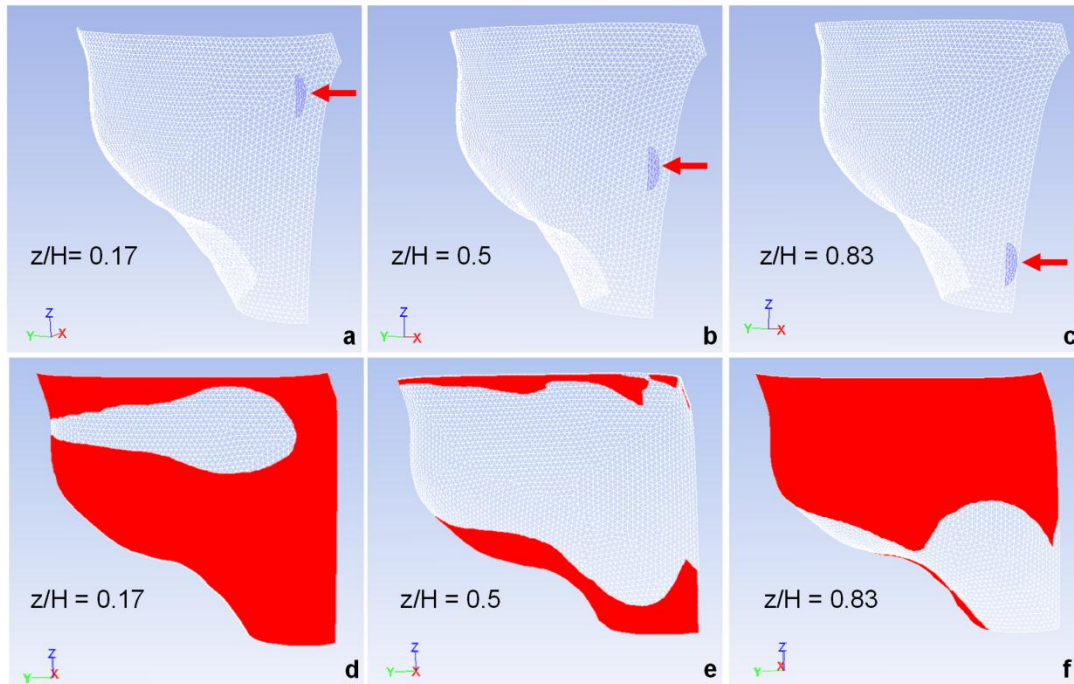 z/H= 0.17
Z
Y
X
a
z/H = 0.5
Z
Y
X
b
z/H = 0.83
Z
Y
X
c
z/H = 0.17
Z
Y
X
d
z/H = 0.5
Z
Y
X
e
z/H = 0.83
Z
Y
X
f